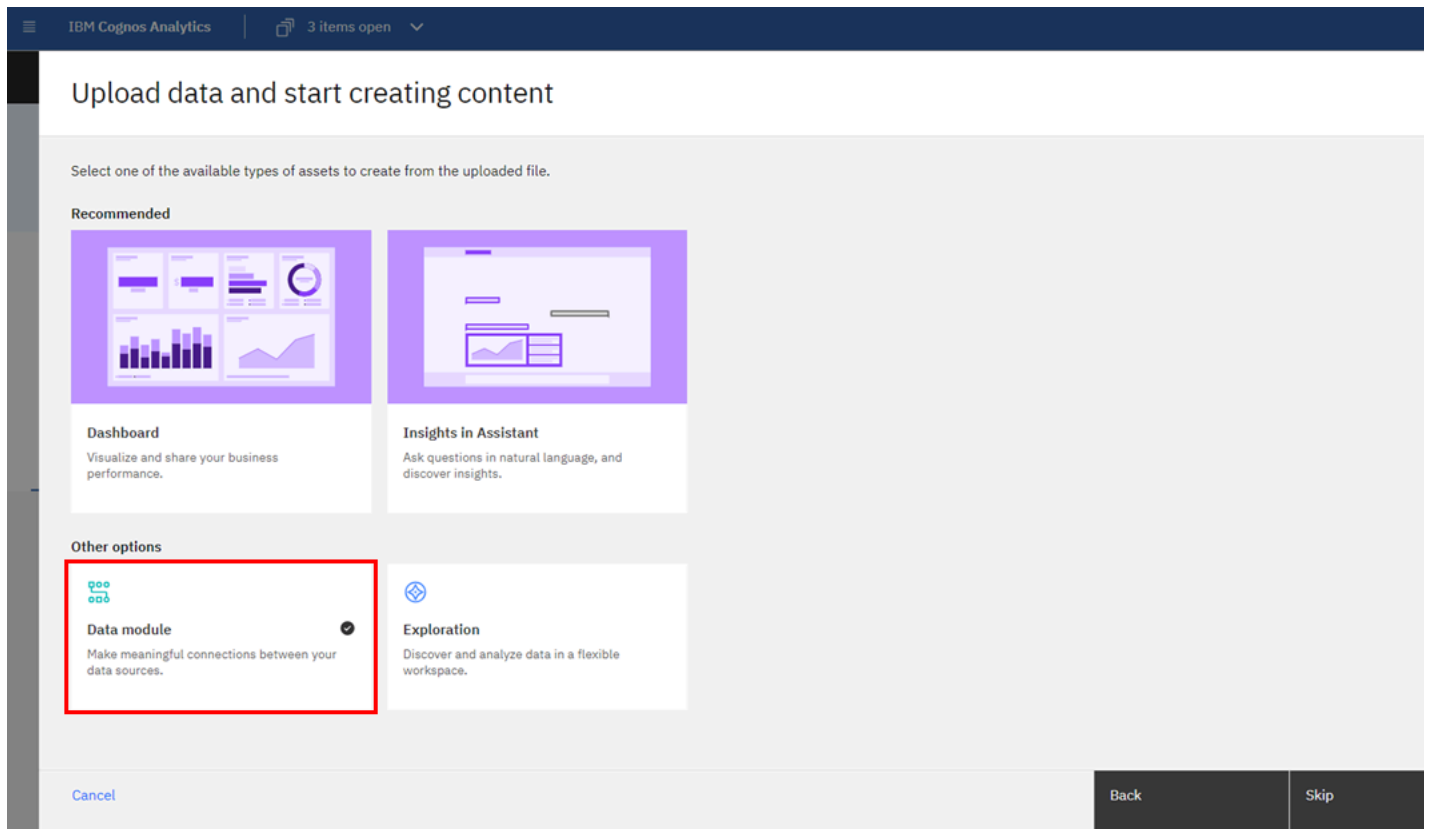 IBM Cognos Analytics
3 items open
Upload data and start creating content
Select one of the available types of assets to create from the uploaded file.
Recommended
Dashboard
Visualize and share your business
performance.
Insights in Assistant
Ask questions in natural language, and
discover insights.
Other options
Data module
Make meaningful connections between your
data sources.
Exploration
Discover and analyze data in a flexible
workspace.
Cancel
Back
Skip